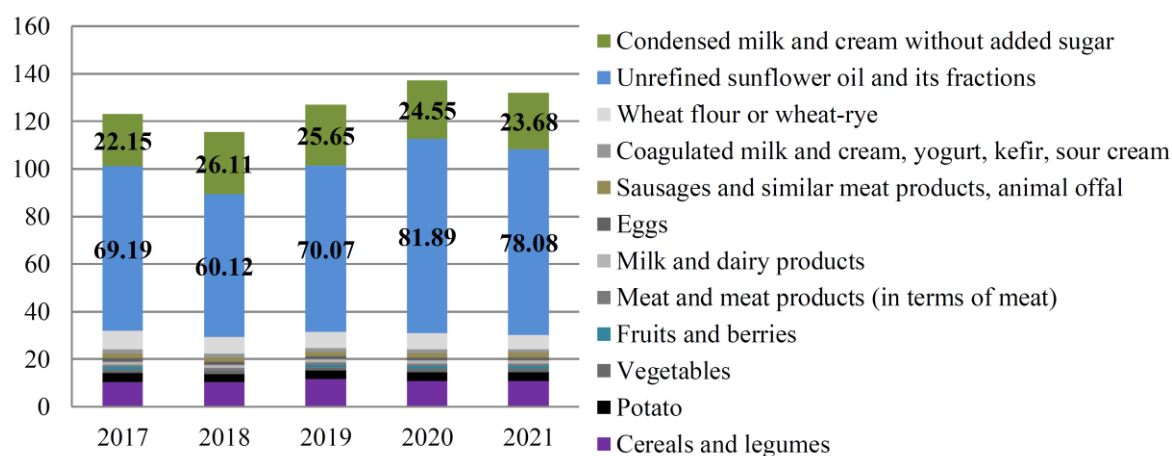 160
140
120
100
80
60
40
20
0
22.15
26.11
25.65
24.55
23.68
69.19
60.12
70.07
81.89
78.08
2017
2018
2019
2020
2021
Condensed milk and cream without added sugar
Unrefined sunflower oil and its fractions
Wheat flour or wheat-rye
Coagulated milk and cream, yogurt, kefir, sour cream
Sausages and similar meat products, animal offal
Eggs
Milk and dairy products
Meat and meat products (in terms of meat)
Fruits and berries
Vegetables
Potato
Cereals and legumes